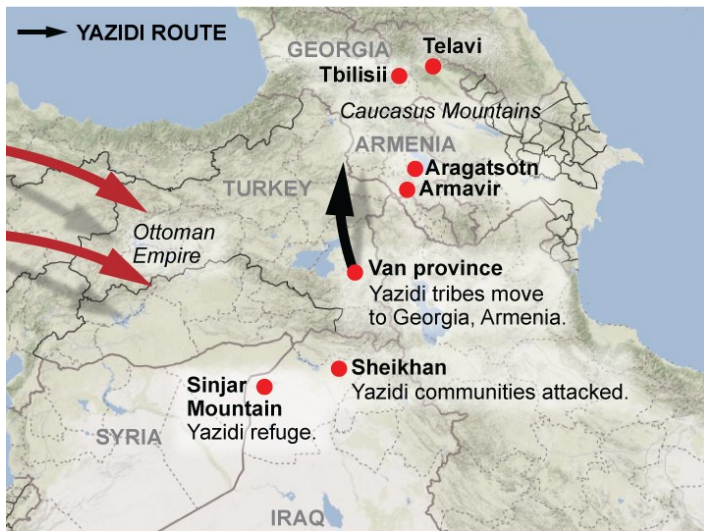 YAZIDI ROUTE
GEORGIA
Telavi
Tbilisii
Caucasus Mountains
ARMENIA
Aragatsotn
Armavir
TURKEY
Ottoman
Empire
Van province
Yazidi tribes move
to Georgia, Armenia.
Sheikhan
Yazidi communities attacked.
Sinjar
Mountain
Yazidi refuge.
SYRIA
IRAQ